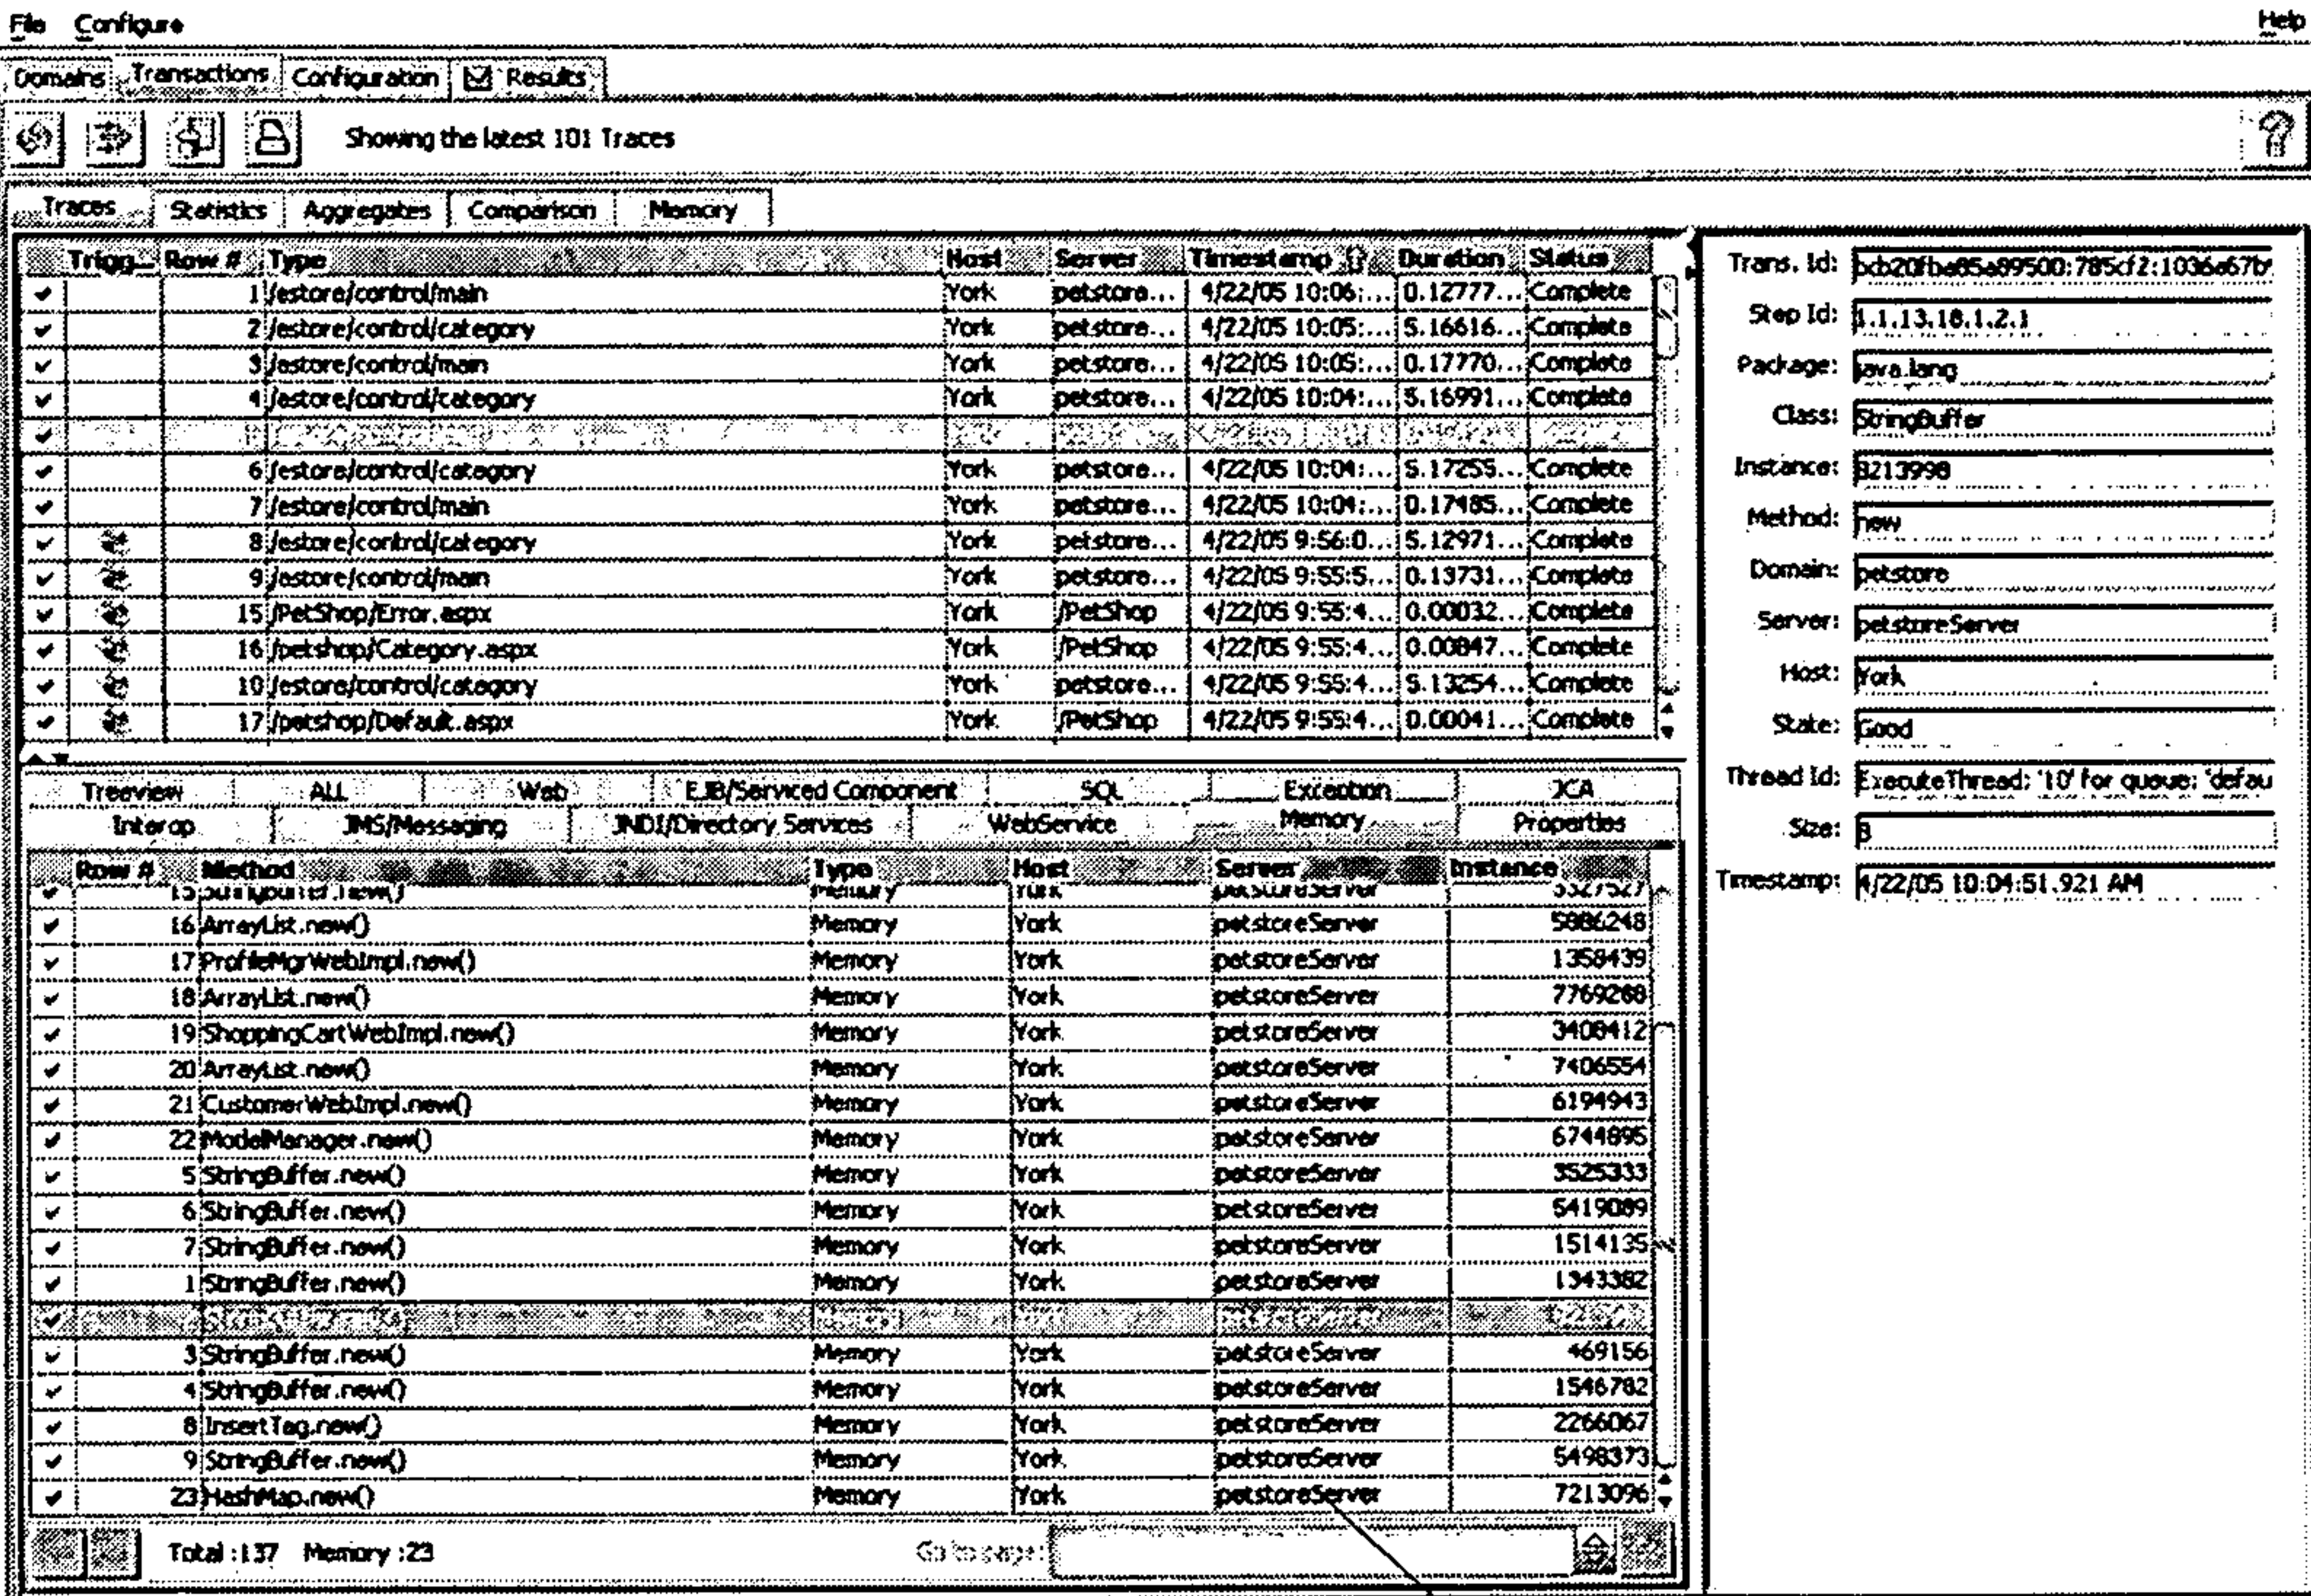 File Configure Help
Domains Transactions Configuration Results
Showing the latest 101 Traces
Traces Statistics Aggregates Comparison Memory
Trigg... Row # Type Host Server Timestamp Duration Status
1 /estore/control/main York petstore... 4/22/05 10:06:... 0.12777... Complete
2 /estore/control/category York petstore... 4/22/05 10:05:... 5.16616... Complete
3 /estore/control/main York petstore... 4/22/05 10:05:... 0.17770... Complete
4 /estore/control/category York petstore... 4/22/05 10:04:... 5.16991... Complete
6 /estore/control/category York petstore... 4/22/05 10:04:... 5.17255... Complete
7 /estore/control/main York petstore... 4/22/05 10:04:... 0.17485... Complete
8 /estore/control/category York petstore... 4/22/05 9:56:0... 5.12971... Complete
9 /estore/control/main York petstore... 4/22/05 9:55:5... 0.13731... Complete
15 /PetShop/Error.aspx York /PetShop 4/22/05 9:55:4... 0.00032... Complete
16 /petshop/Category.aspx York /PetShop 4/22/05 9:55:4... 0.00847... Complete
10 /estore/control/category York petstore... 4/22/05 9:55:4... 5.13254... Complete
17 /petshop/Default.aspx York /PetShop 4/22/05 9:55:4... 0.00041... Complete
Treeview ALL Web EJB/Serviced Component SQL Exception JCA
Interop JMS/Messaging JNDI/Directory Services WebService Memory Properties
Row # Method Type Host Server Instance
15 StringBuffer.new() Memory York petstoreServer 3327527
16 ArrayList.new() Memory York petstoreServer 5886248
17 ProfileMgrWebImpl.new() Memory York petstoreServer 1358439
18 ArrayList.new() Memory York petstoreServer 7769288
19 ShoppingCartWebImpl.new() Memory York petstoreServer 3408412
20 ArrayList.new() Memory York petstoreServer 7406554
21 CustomerWebImpl.new() Memory York petstoreServer 6194943
22 ModelManager.new() Memory York petstoreServer 6744895
5 StringBuffer.new() Memory York petstoreServer 3525333
6 StringBuffer.new() Memory York petstoreServer 5419089
7 StringBuffer.new() Memory York petstoreServer 1514135
1 StringBuffer.new() Memory York petstoreServer 1343382
3 StringBuffer.new() Memory York petstoreServer 469156
4 StringBuffer.new() Memory York petstoreServer 1546782
8 InsertTag.new() Memory York petstoreServer 2266067
9 StringBuffer.new() Memory York petstoreServer 5498373
23 HashMap.new() Memory York petstoreServer 7213096
Total :137 Memory :23 Go to page:
Trans. Id: bcb20fba85a89500:785cf2:1036a67b
Step Id: 1.1.13.18.1.2.1
Package: java.lang
Class: StringBuffer
Instance: 8213998
Method: new
Domain: petstore
Server: petstoreServer
Host: York
State: Good
Thread Id: ExecuteThread: '10' for queue: 'defau
Size: 8
Timestamp: 4/22/05 10:04:51.921 AM